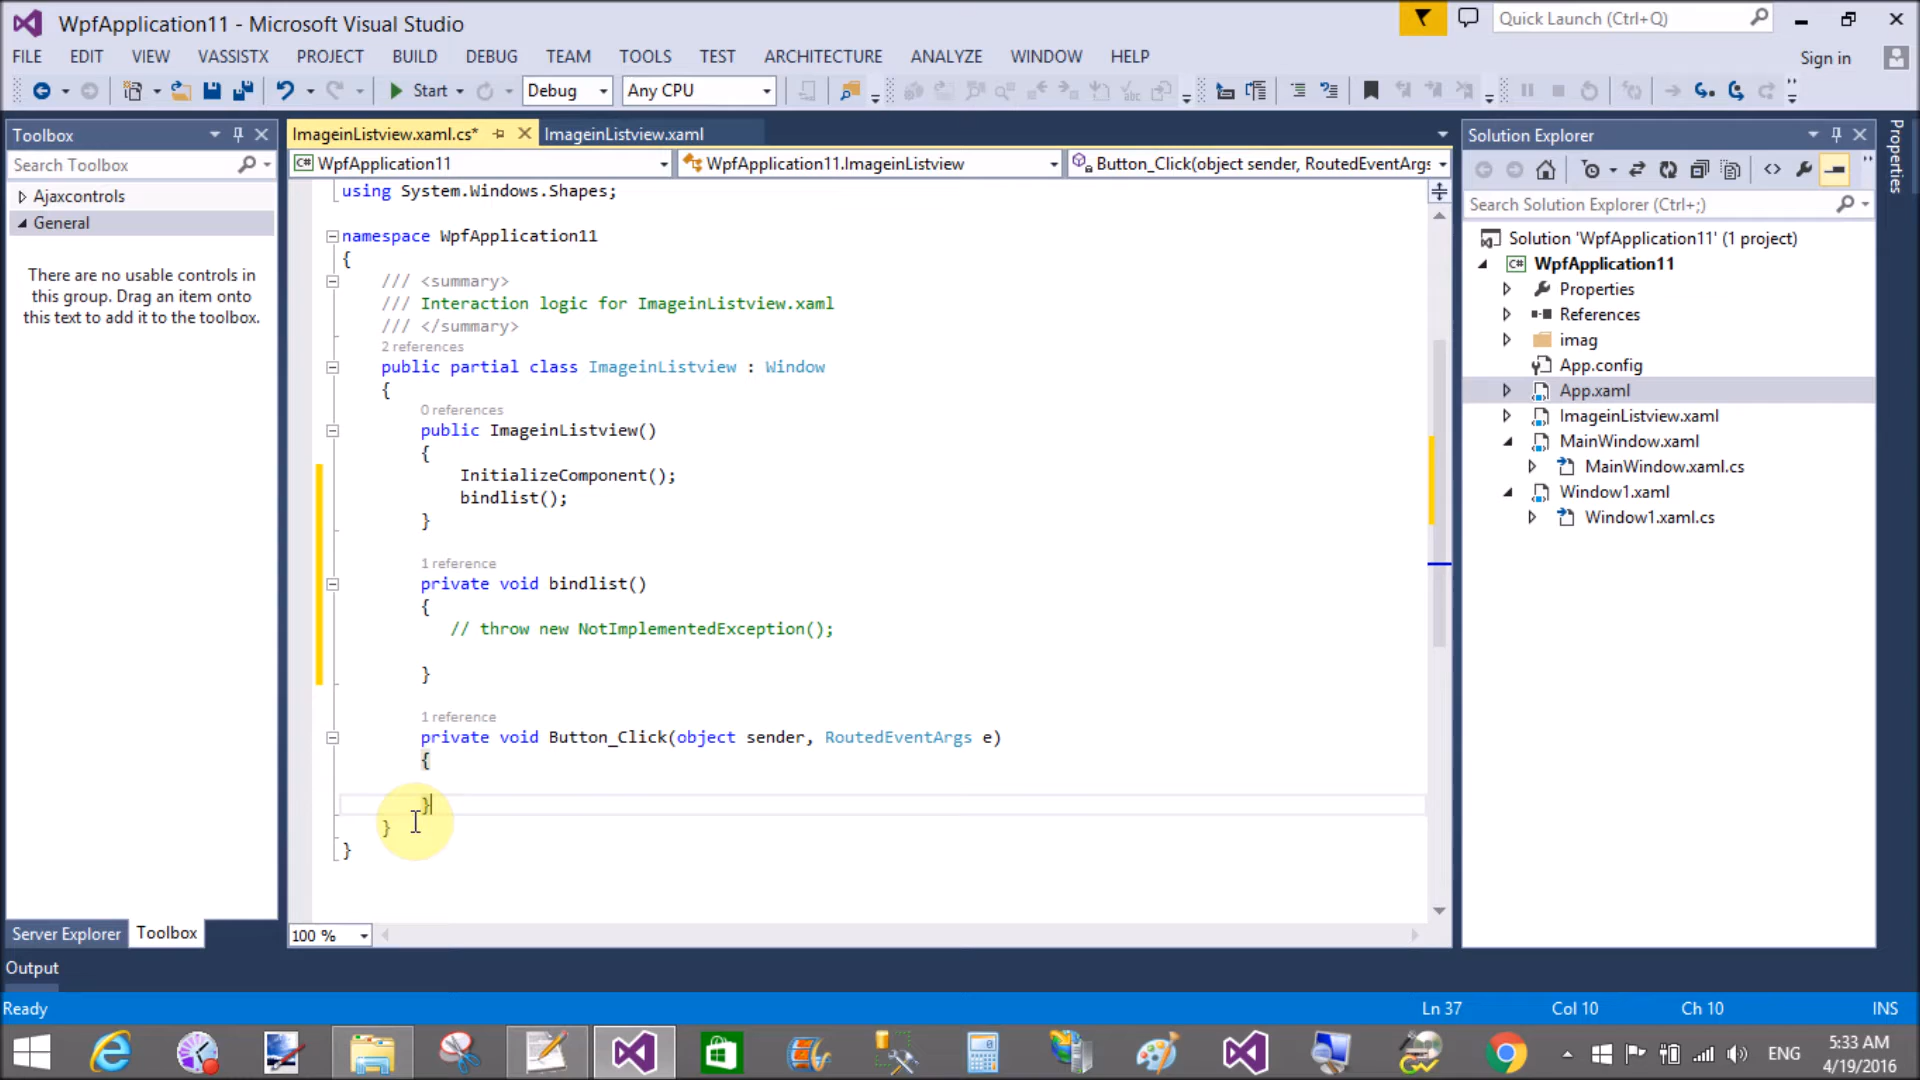 WpfApplication11 - Microsoft Visual Studio
Quick Launch (Ctrl+Q)
FILE EDIT VIEW VASSISTX PROJECT BUILD DEBUG TEAM TOOLS TEST ARCHITECTURE ANALYZE WINDOW HELP
Sign in
Start Debug Any CPU
Toolbox
Search Toolbox
Ajaxcontrols
General
There are no usable controls in
this group. Drag an item onto
this text to add it to the toolbox.
Server Explorer Toolbox
ImageinListview.xaml.cs* ImageinListview.xaml
WpfApplication11 WpfApplication11.ImageinListview Button_Click(object sender, RoutedEventArgs
using System.Windows.Shapes;
namespace WpfApplication11
{
/// <summary>
/// Interaction logic for ImageinListview.xaml
/// </summary>
2 references
public partial class ImageinListview : Window
{
0 references
public ImageinListview()
{
InitializeComponent();
bindlist();
}
1 reference
private void bindlist()
{
// throw new NotImplementedException();
}
1 reference
private void Button_Click(object sender, RoutedEventArgs e)
{
}
}
}
100 %
Solution Explorer
Search Solution Explorer (Ctrl+;)
Solution 'WpfApplication11' (1 project)
WpfApplication11
Properties
References
imag
App.config
App.xaml
ImageinListview.xaml
MainWindow.xaml
MainWindow.xaml.cs
Window1.xaml
Window1.xaml.cs
Properties
Output
Ready Ln 37 Col 10 Ch 10 INS
ENG
5:33 AM
4/19/2016